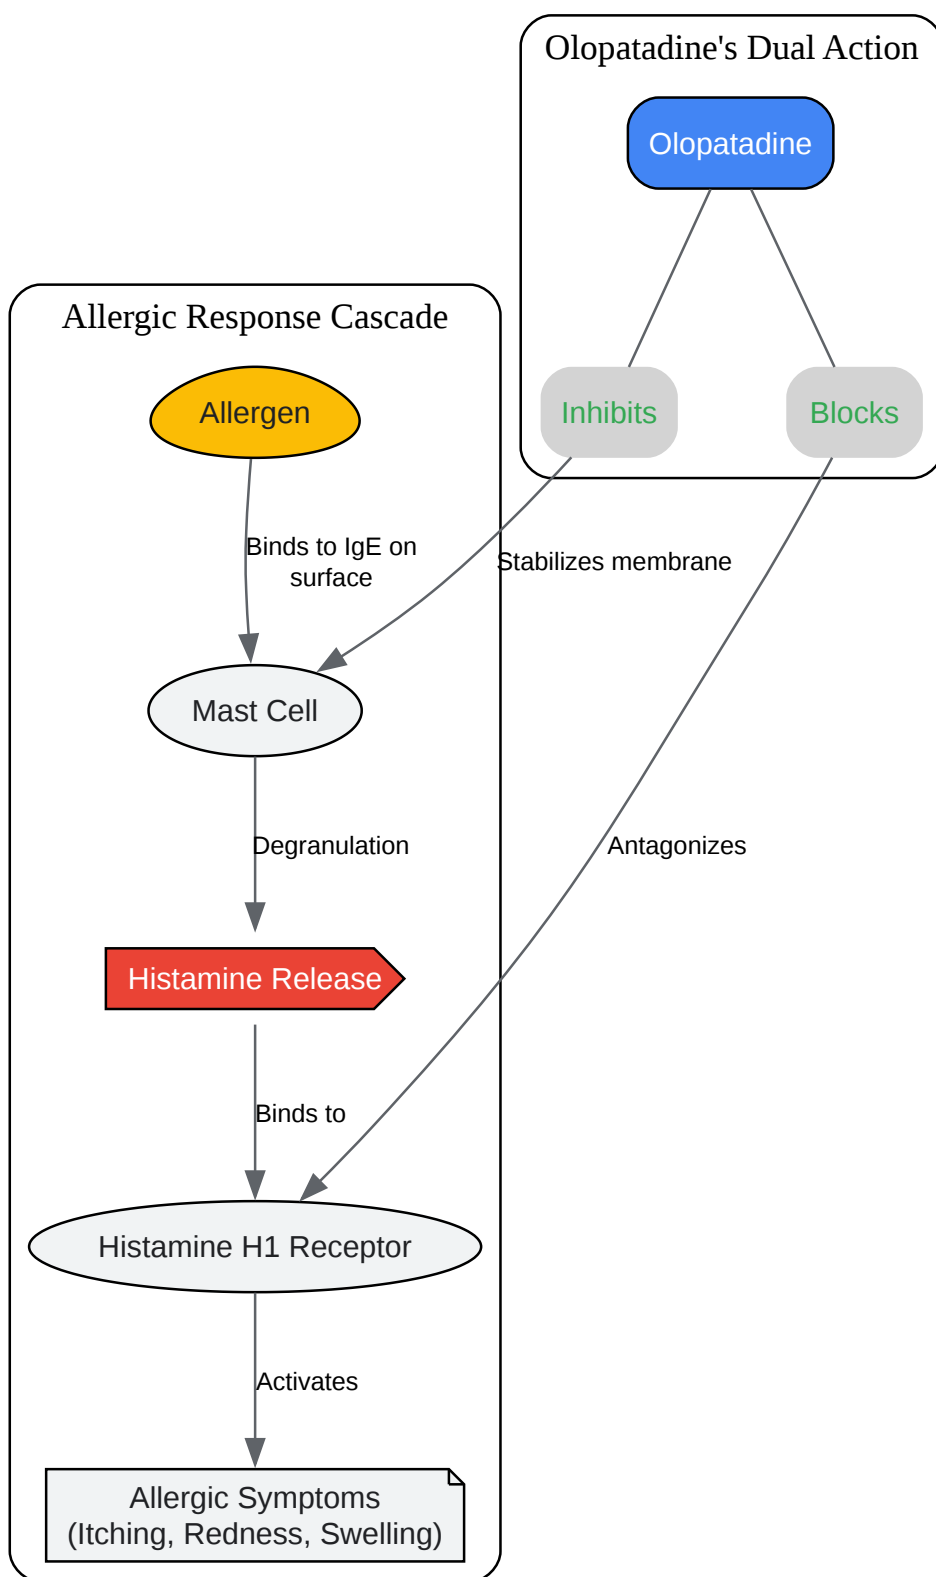 Olopatadine's Dual Action
Olopatadine
Allergic Response Cascade
Allergen
Inhibits
Blocks
Binds to IgE on
surface
Stabilizes membrane
Mast Cell
Degranulation
Antagonizes
Histamine Release
Binds to
Histamine H1 Receptor
Activates
Allergic Symptoms
(Itching, Redness, Swelling)